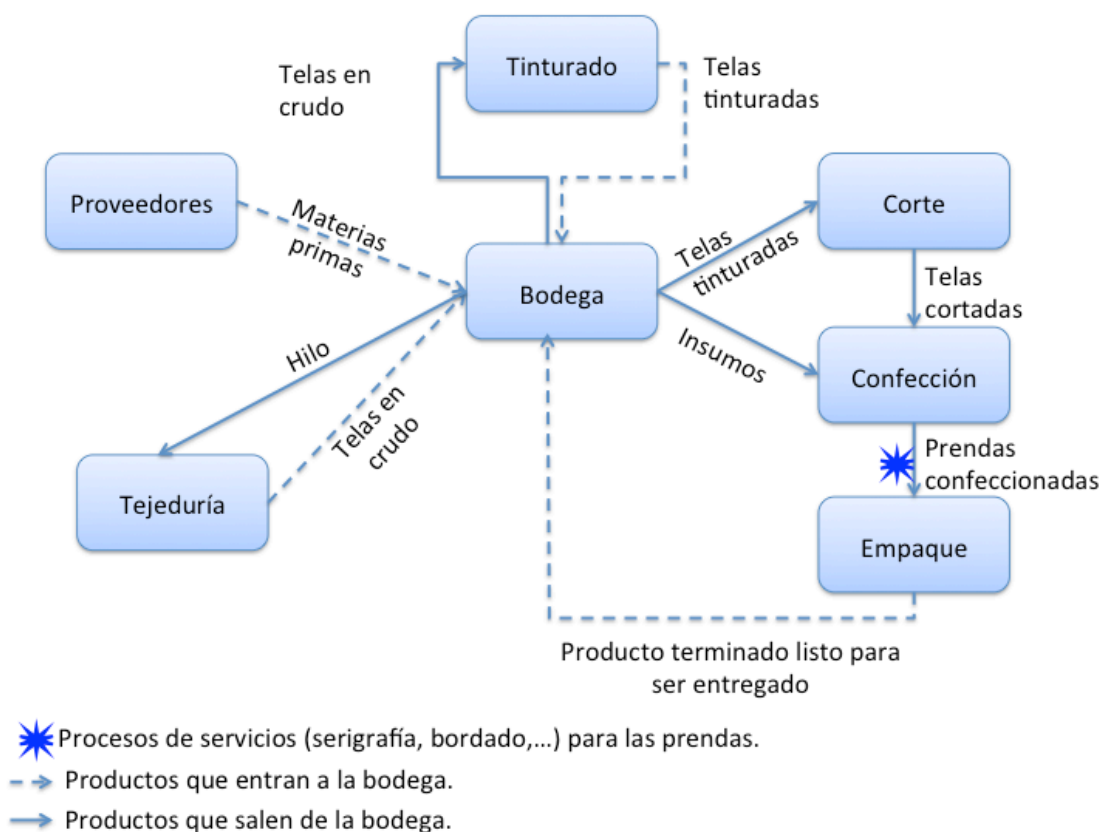 Tinturado
Telas en
crudo
Telas
tinturadas
Proveedores
Materias
primas
Bodega
Telas
tinturadas
Corte
Telas
cortadas
Insumos
Confección
Hilo
Telas en
crudo
Tejeduría
Prendas
confeccionadas
Empaque
Producto terminado listo para
ser entregado
Procesos de servicios (serigrafía, bordado,...) para las prendas.
Productos que entran a la bodega.
Productos que salen de la bodega.